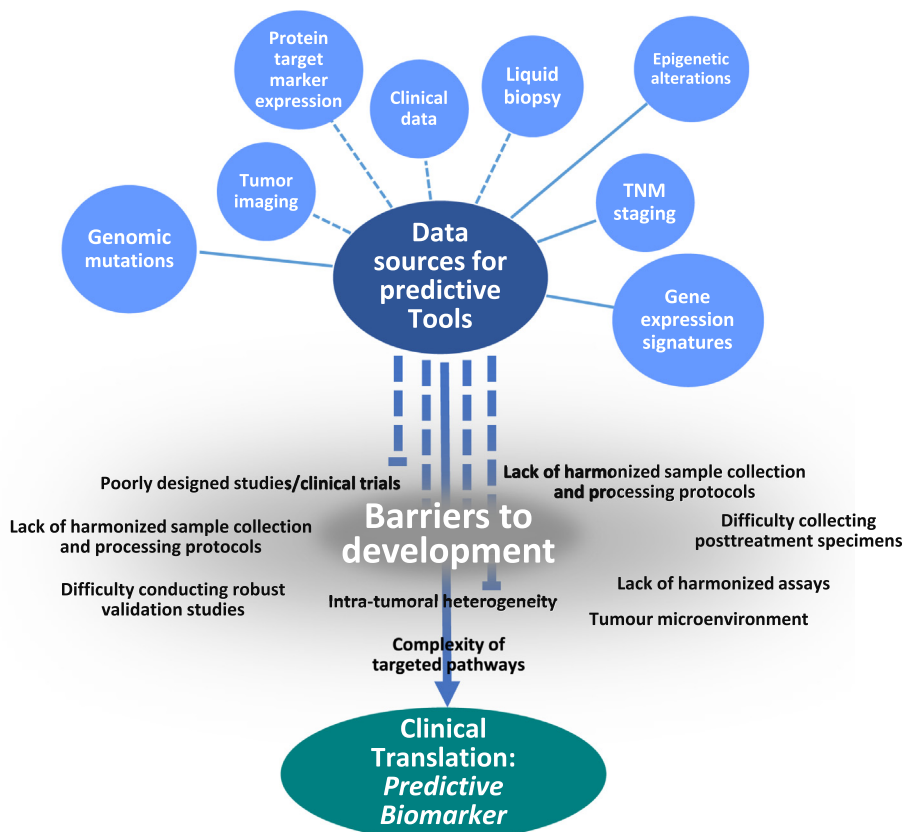 Protein
target
marker
expression
Clinical
data
Liquid
biopsy
Epigenetic
alterations
Tumor
imaging
TNM
staging
Genomic
mutations
Data
sources for
predictive
Tools
Gene
expression
signatures
Poorly designed studies/clinical trials
Lack of harmonized sample collection
and processing protocols
Lack of harmonized sample collection
and processing protocols
Barriers to
development
Difficulty collecting
posttreatment specimens
Difficulty conducting robust
validation studies
Intra-tumoral heterogeneity
Lack of harmonized assays
Tumour microenvironment
Complexity of
targeted pathways
Clinical
Translation:
Predictive
Biomarker